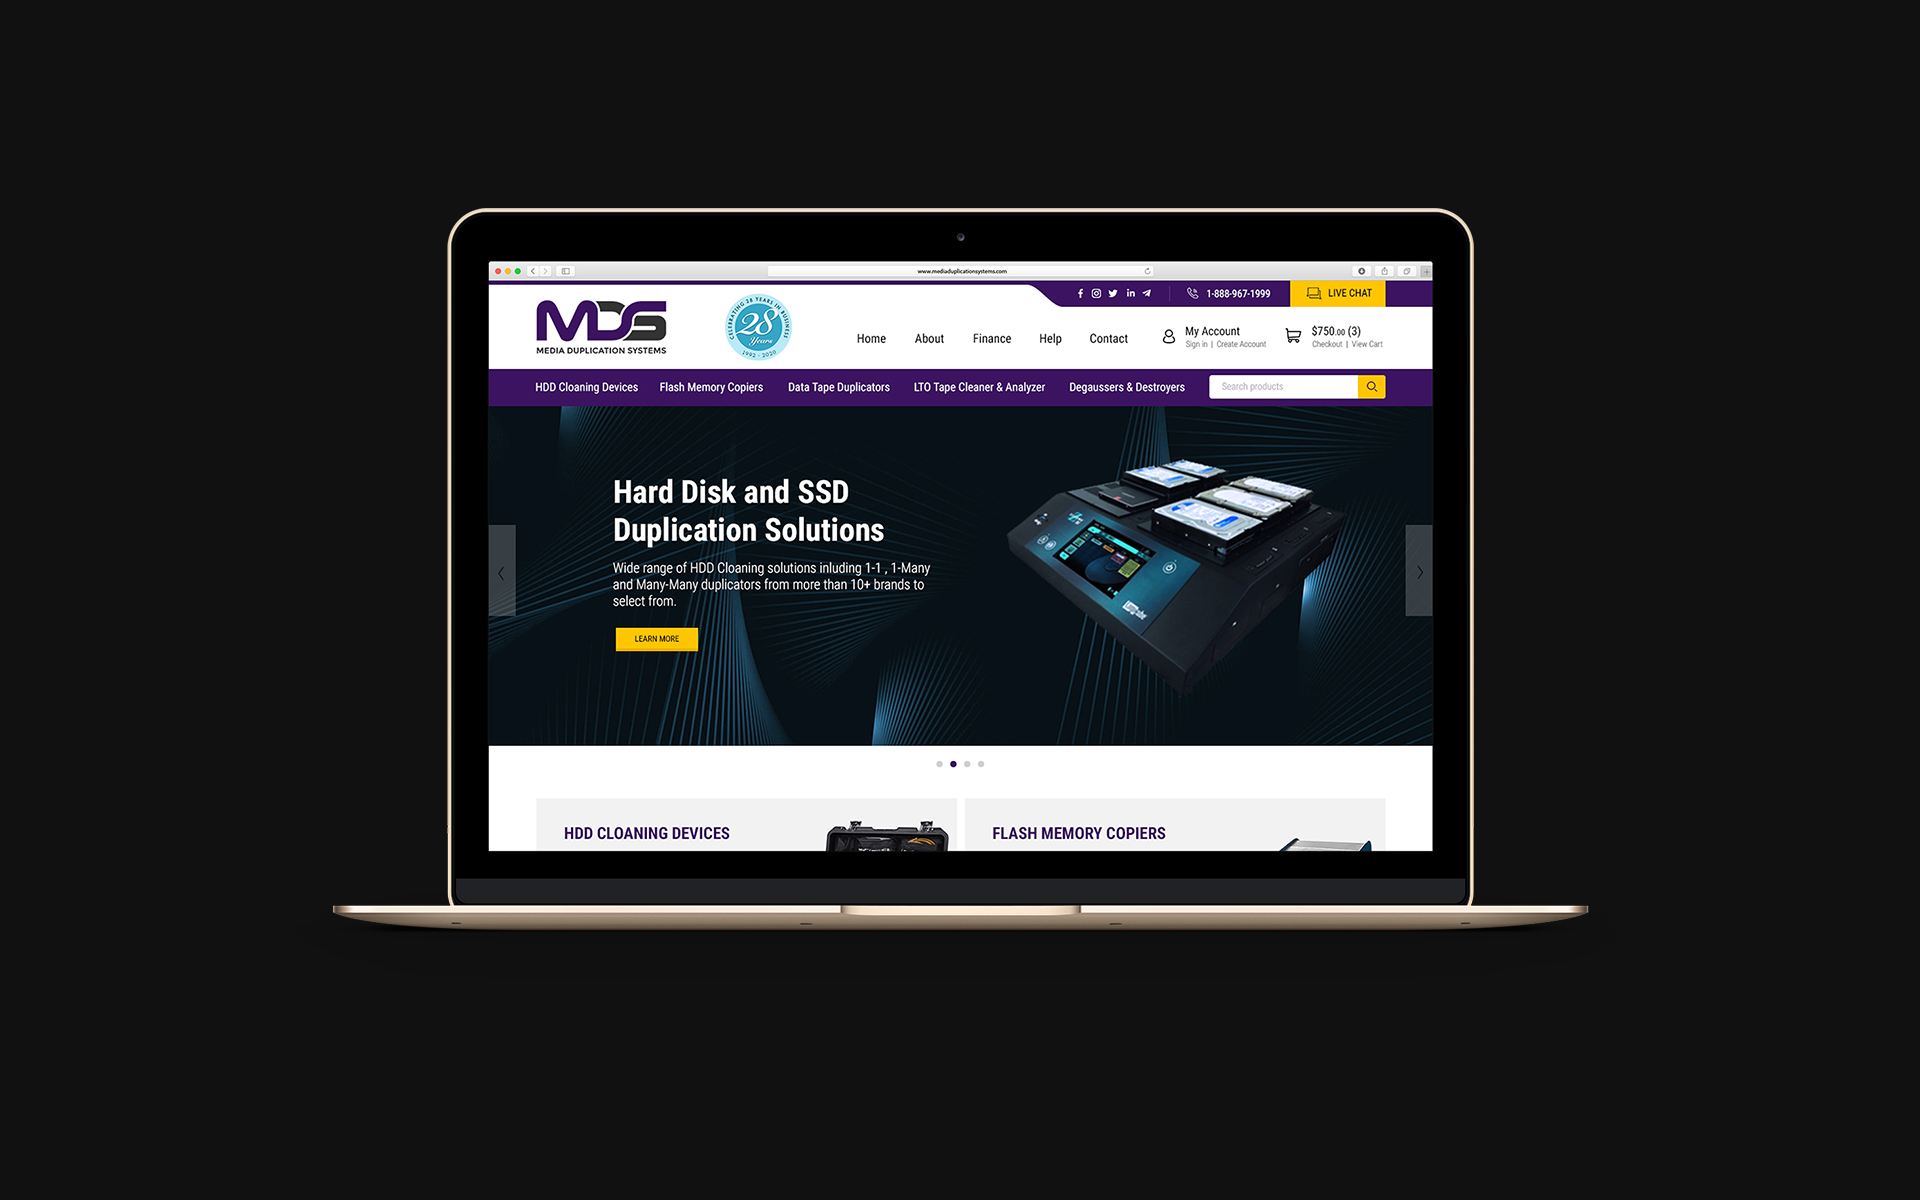 www.mediaduplicationsystems.com
1-888-967-1999
LIVE CHAT
MDS
MEDIA DUPLICATION SYSTEMS
CELEBRATING 28 YEARS IN BUSINESS
28
Years
1992 - 2020
Home
About
Finance
Help
Contact
My Account
Sign in | Create Account
$750.00 (3)
Checkout | View Cart
HDD Cloaning Devices
Flash Memory Copiers
Data Tape Duplicators
LTO Tape Cleaner & Analyzer
Degaussers & Destroyers
Search products
Hard Disk and SSD
Duplication Solutions
Wide range of HDD Cloaning solutions inluding 1-1 , 1-Many
and Many-Many duplicators from more than 10+ brands to
select from.
LEARN MORE
HDD CLOANING DEVICES
FLASH MEMORY COPIERS